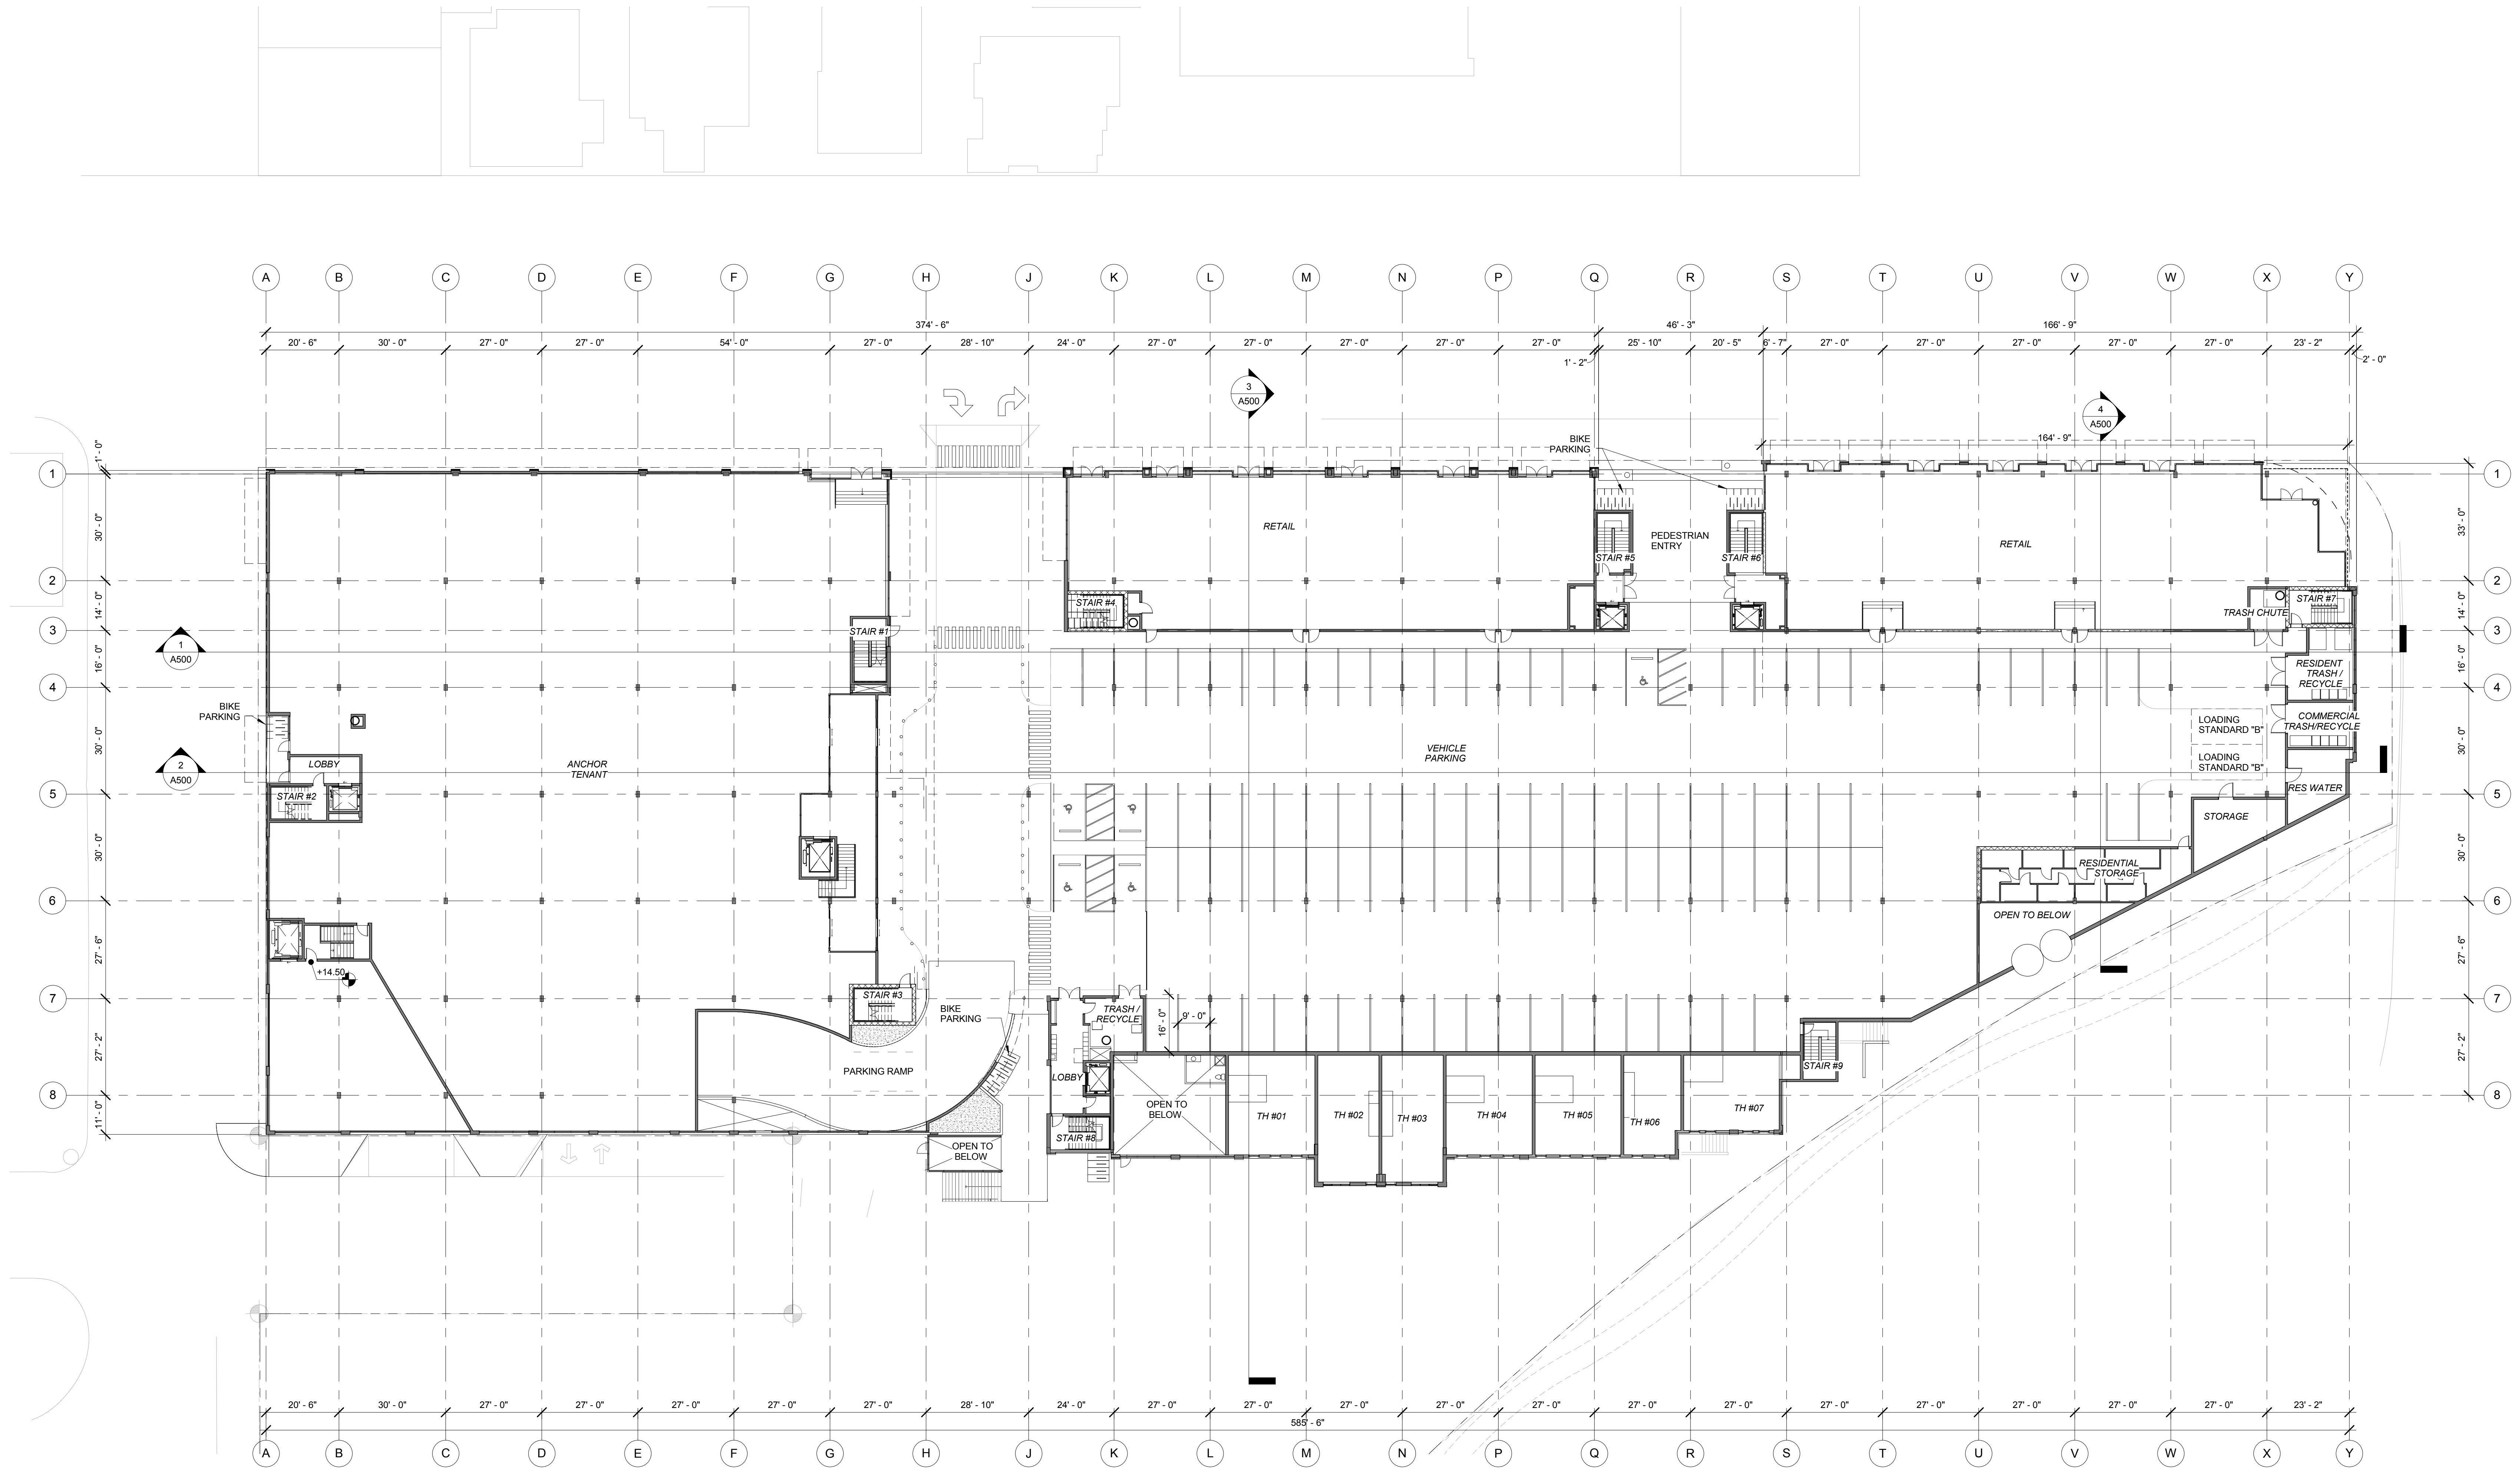 A B C D E F G H J K L M N P Q R S T U V W X Y
374' - 6" 46' - 3" 166' - 9"
20' - 6" 30' - 0" 27' - 0" 27' - 0" 54' - 0" 27' - 0" 28' - 10" 24' - 0" 27' - 0" 27' - 0" 27' - 0" 27' - 0" 27' - 0" 25' - 10" 20' - 5" 6' - 7" 27' - 0" 27' - 0" 27' - 0" 27' - 0" 27' - 0" 23' - 2"
1' - 2" 2' - 0"
3
A500
4
A500
BIKE
PARKING
164' - 9"
1' - 0"
1 1
30' - 0"
33' - 0"
RETAIL
PEDESTRIAN
ENTRY
RETAIL
STAIR #5
STAIR #6
2 2
14' - 0"
14' - 0"
STAIR #4
STAIR #7
TRASH CHUTE
3 3
STAIR #1
1
A500
16' - 0"
16' - 0"
RESIDENT
TRASH /
RECYCLE
4 4
BIKE
PARKING
COMMERCIAL
TRASH/RECYCLE
LOADING
STANDARD "B"
30' - 0"
30' - 0"
VEHICLE
PARKING
LOADING
STANDARD "B"
2
A500
LOBBY
ANCHOR
TENANT
RES WATER
5 5
STAIR #2
STORAGE
30' - 0"
30' - 0"
RESIDENTIAL
STORAGE
6 6
OPEN TO BELOW
27' - 6"
27' - 6"
+14.50
7 7
STAIR #3
BIKE
PARKING
TRASH /
RECYCLE
16' - 0"
9' - 0"
27' - 2"
27' - 2"
PARKING RAMP
LOBBY
STAIR #9
8 8
11' - 0"
OPEN TO
BELOW
TH #01
TH #02
TH #03
TH #04
TH #05
TH #06
TH #07
STAIR #8
OPEN TO
BELOW
20' - 6" 30' - 0" 27' - 0" 27' - 0" 27' - 0" 27' - 0" 27' - 0" 28' - 10" 24' - 0" 27' - 0" 27' - 0" 27' - 0" 27' - 0" 27' - 0" 27' - 0" 27' - 0" 27' - 0" 27' - 0" 27' - 0" 27' - 0" 27' - 0" 23' - 2"
585' - 6"
A B C D E F G H J K L M N P Q R S T U V W X Y